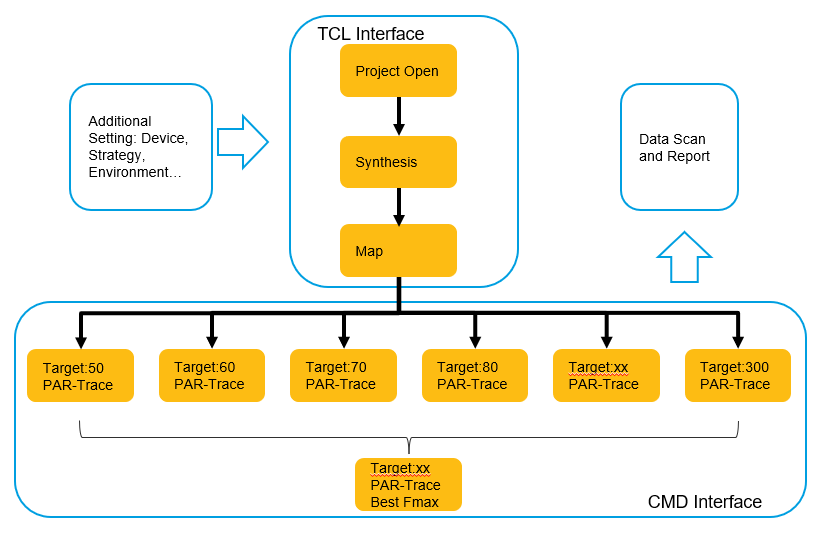 TCL Interface
Project Open
Additional
Setting: Device,
Strategy,
Environment…
Synthesis
Map
Data Scan
and Report
Target:50
PAR-Trace
Target:60
PAR-Trace
Target:70
PAR-Trace
Target:80
PAR-Trace
Target:xx
PAR-Trace
Target:300
PAR-Trace
Target:xx
PAR-Trace
Best Fmax
CMD Interface